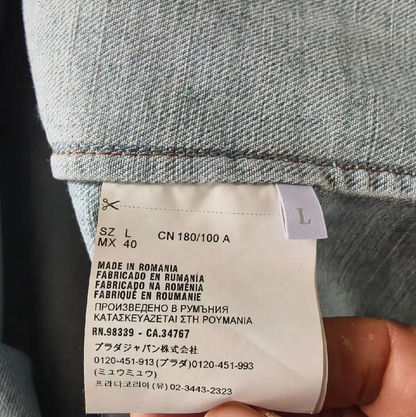 L
SZ L CN 180/100 A
MX 40
MADE IN ROMANIA
FABRICADO EN RUMANÍA
FABRICADO NA ROMÉNIA
FABRIQUÉ EN ROUMANIE
ПРОИЗВЕДЕНО В РУМЪНИЯ
ΚΑΤΑΣΚΕΥΑΖΕΤΑΙ ΣΤΗ ΡΟΥΜΑΝΙΑ
RN.98339 - CA.34767
プラダジャパン株式会社
0120-451-913 (プラダ) 0120-451-993
(ミュウミュウ)
프라다코리아 (유) 02-3443-2323